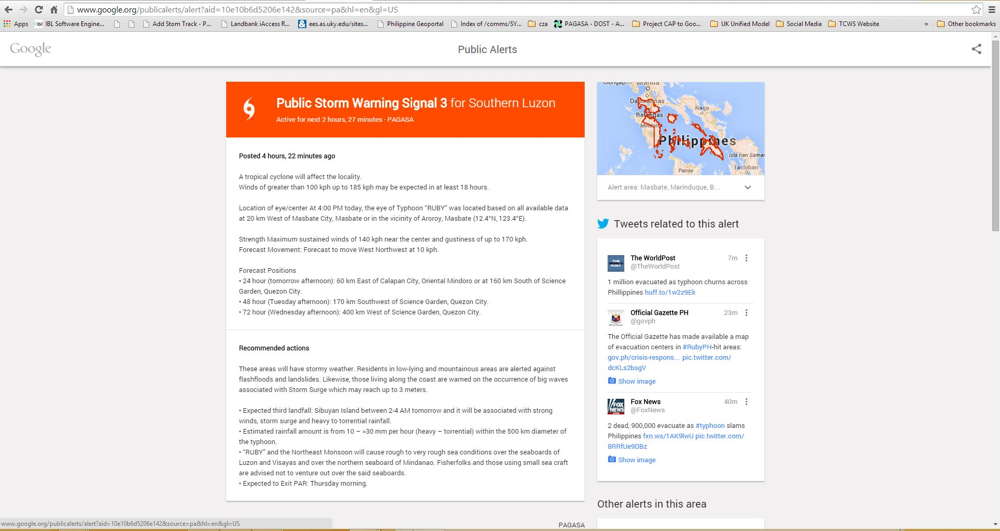 www.google.org/publicalerts/alert?aid=10e10b6d5206e142&source=pa&hl=en&gl=US
Apps
IBL Software Engine...
Add Stom Track - P...
Landbank iAccess R...
ees.as.uky.edu/sites...
Philippine Geoportal
Index of /comms/SY...
cza
PAGASA - DOST - A...
Project CAP to Goo...
UK Unified Model
Social Media
TCWS Website
»
Other bookmarks
Google
Public Alerts
Public Storm Warning Signal 3 for Southern Luzon
Active for next 2 hours, 27 minutes · PAGASA
Posted 4 hours, 22 minutes ago
A tropical cyclone will affect the locality.
Winds of greater than 100 kph up to 185 kph may be expected in at least 18 hours.
Location of eye/center At 4:00 PM today, the eye of Typhoon “RUBY” was located based on all available data
at 20 km West of Masbate City, Masbate or in the vicinity of Aroroy, Masbate (12.4°N, 123.4°E).
Strength Maximum sustained winds of 140 kph near the center and gustiness of up to 170 kph.
Forecast Movement: Forecast to move West Northwest at 10 kph.
Forecast Positions
• 24 hour (tomorrow afternoon): 60 km East of Calapan City, Oriental Mindoro or at 160 km South of Science
Garden, Quezon City.
• 48 hour (Tuesday afternoon): 170 km Southwest of Science Garden, Quezon City.
• 72 hour (Wednesday afternoon): 400 km West of Science Garden, Quezon City.
Recommended actions
These areas will have stormy weather. Residents in low-lying and mountainous areas are alerted against
flashfloods and landslides. Likewise, those living along the coast are warned on the occurrence of big waves
associated with Storm Surge which may reach up to 3 meters.
• Expected third landfall: Sibuyan Island between 2-4 AM tomorrow and it will be associated with strong
winds, storm surge and heavy to torrential rainfall.
• Estimated rainfall amount is from 10 – >30 mm per hour (heavy – torrential) within the 500 km diameter of
the typhoon.
• “RUBY” and the Northeast Monsoon will cause rough to very rough sea conditions over the seaboards of
Luzon and Visayas and over the northern seaboard of Mindanao. Fisherfolks and those using small sea craft
are advised not to venture out over the said seaboards.
• Expected to Exit PAR: Thursday morning.
PAGASA
Olongapo
Manila
Dasmariñas
Batangas
Naga
Mindoro
Philippines
Isla han Samar
Tacloban
Panay
Alert area: Masbate, Marinduque, B...
Tweets related to this alert
THE
WORLD
POST
The WorldPost
7m
@TheWorldPost
1 million evacuated as typhoon churns across
Phillippines huff.to/1w2z9Ek
Official Gazette PH
23m
@govph
The Official Gazette has made available a map
of evacuation centers in #RubyPH-hit areas:
gov.ph/crisis-respons... pic.twitter.com/
dcKLs2bsgV
Show image
FOX
NEWS
.com
Fox News
40m
@FoxNews
2 dead, 900,000 evacuate as #typhoon slams
Philippines fxn.ws/1AK9lwU pic.twitter.com/
8RRfUe9DBz
Show image
Other alerts in this area
www.google.org/publicalerts/alert?aid=10e10b6d5206e142&source=pa&hl=en&gl=US